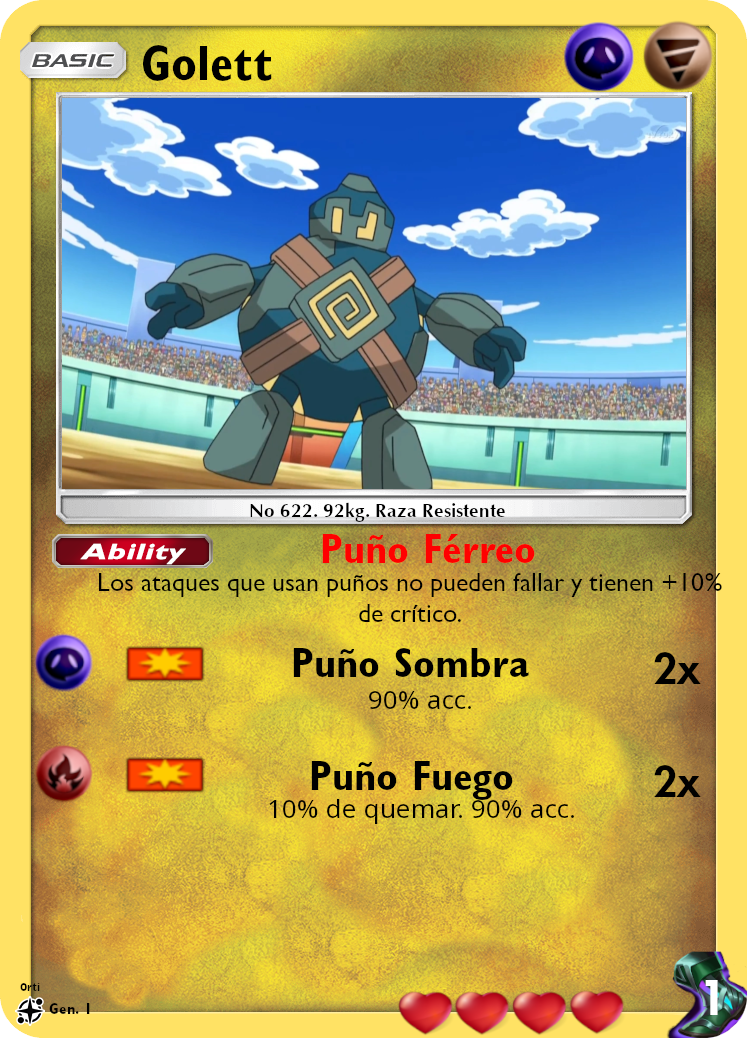 BASIC
Golett
No 622. 92kg. Raza Resistente
Ability
Puño Férreo
Los ataques que usan puños no pueden fallar y tienen +10%
de crítico.
Puño Sombra
2x
90% acc.
Puño Fuego
2x
10% de quemar. 90% acc.
Orti
Gen. 1
1